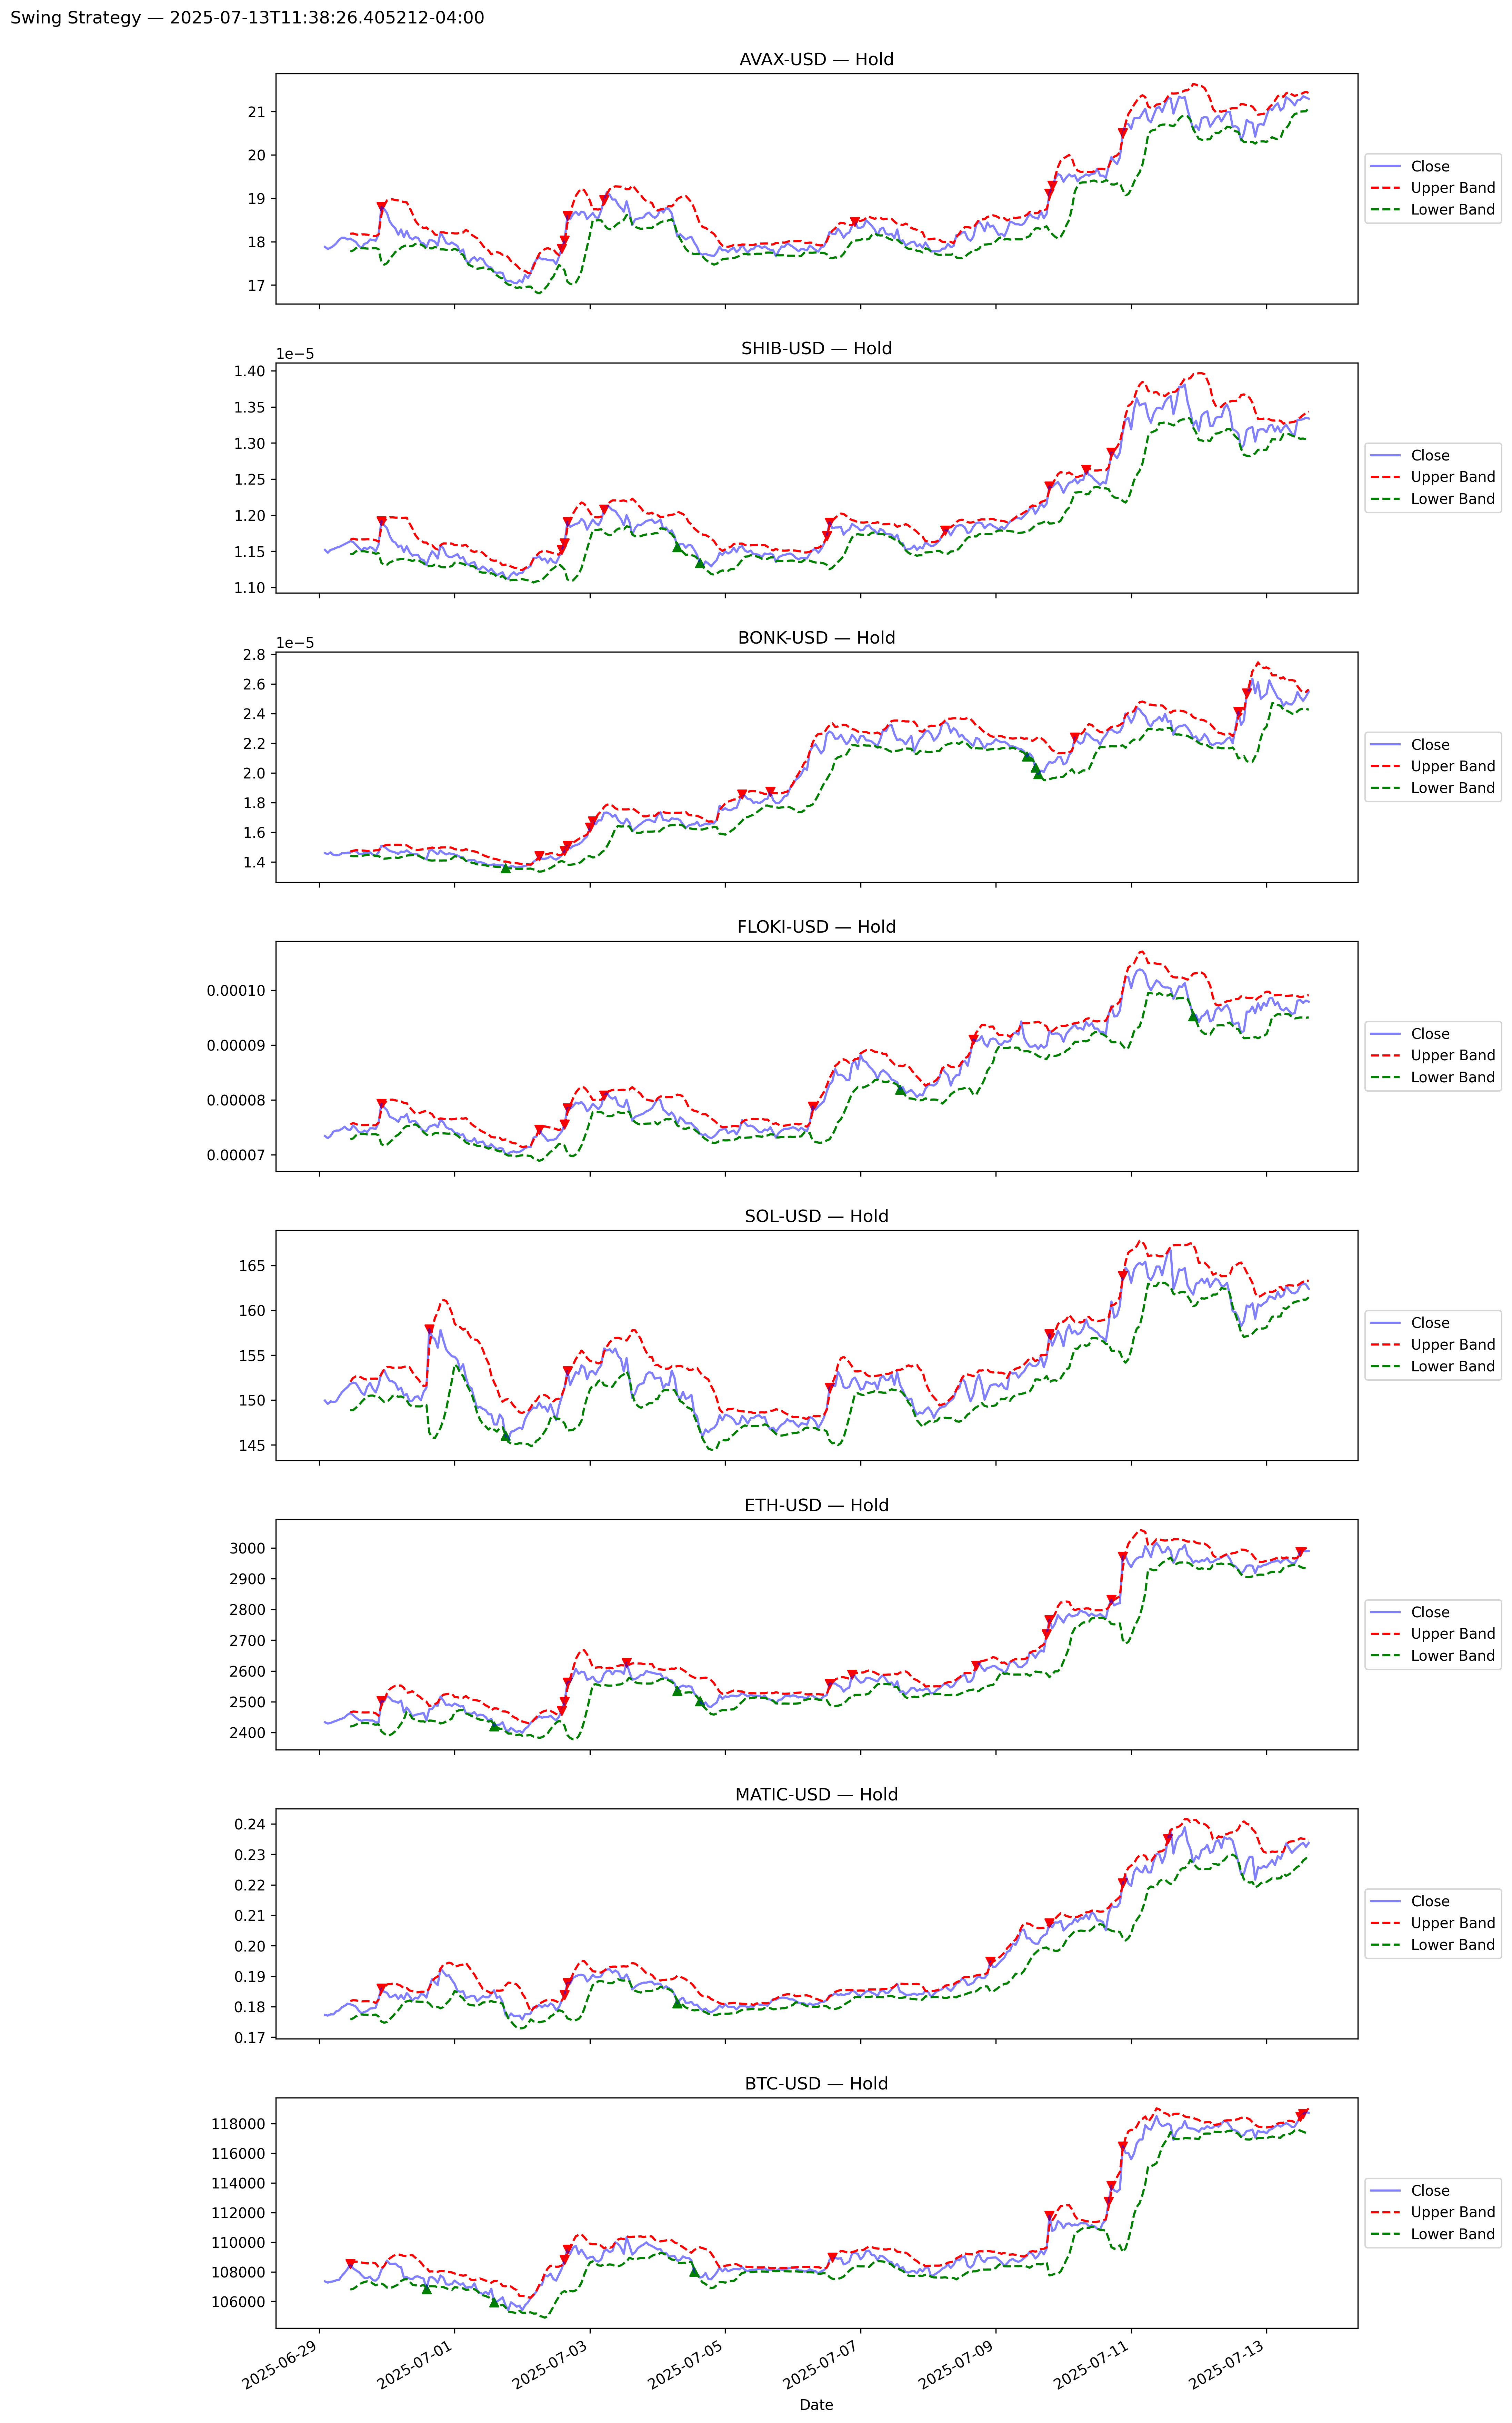 Swing Strategy — 2025-07-13T11:38:26.405212-04:00
AVAX-USD — Hold
21
20
19
18
17
Close
Upper Band
Lower Band
SHIB-USD — Hold
1e−5
1.40
1.35
1.30
1.25
1.20
1.15
1.10
Close
Upper Band
Lower Band
BONK-USD — Hold
1e−5
2.8
2.6
2.4
2.2
2.0
1.8
1.6
1.4
Close
Upper Band
Lower Band
FLOKI-USD — Hold
0.00010
0.00009
0.00008
0.00007
Close
Upper Band
Lower Band
SOL-USD — Hold
165
160
155
150
145
Close
Upper Band
Lower Band
ETH-USD — Hold
3000
2900
2800
2700
2600
2500
2400
Close
Upper Band
Lower Band
MATIC-USD — Hold
0.24
0.23
0.22
0.21
0.20
0.19
0.18
0.17
Close
Upper Band
Lower Band
BTC-USD — Hold
118000
116000
114000
112000
110000
108000
106000
Close
Upper Band
Lower Band
2025-06-29
2025-07-01
2025-07-03
2025-07-05
2025-07-07
2025-07-09
2025-07-11
2025-07-13
Date